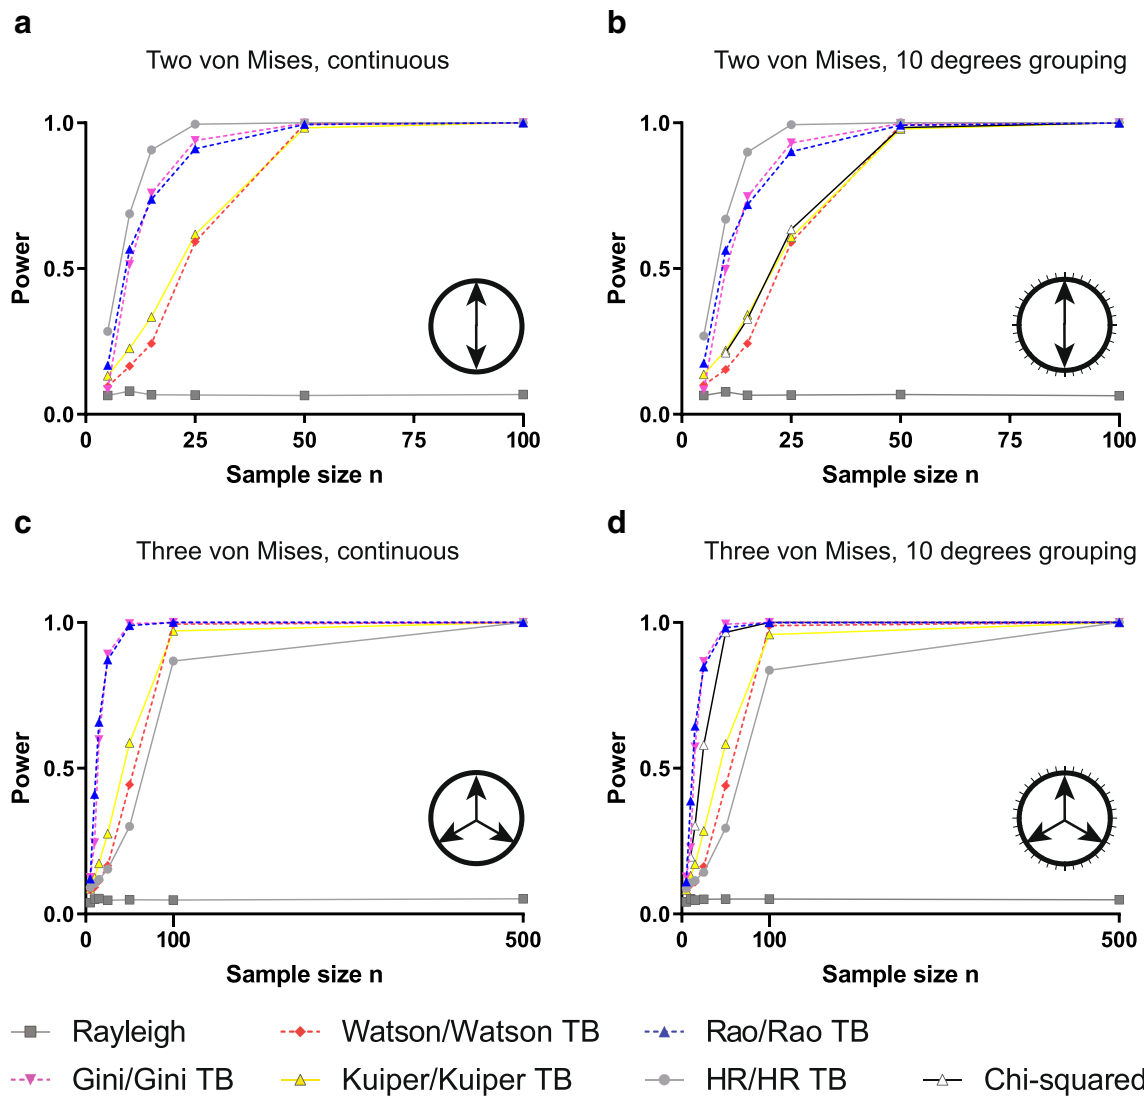 a
Two von Mises, continuous
1.0
0.5
0.0
Power
0 25 50 75 100
Sample size n
b
Two von Mises, 10 degrees grouping
1.0
0.5
0.0
Power
0 25 50 75 100
Sample size n
c
Three von Mises, continuous
1.0
0.5
0.0
Power
0 100 500
Sample size n
d
Three von Mises, 10 degrees grouping
1.0
0.5
0.0
Power
0 100 500
Sample size n
Rayleigh Watson/Watson TB Rao/Rao TB
Gini/Gini TB Kuiper/Kuiper TB HR/HR TB Chi-squared